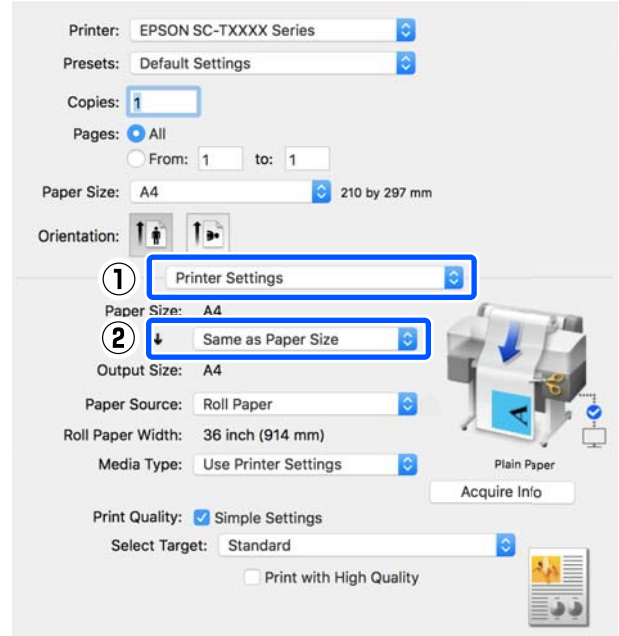 Printer: EPSON SC-TXXXX Series
Presets: Default Settings
Copies: 1
Pages: All
From: 1 to: 1
Paper Size: A4 210 by 297 mm
Orientation:
1 Printer Settings
Paper Size: A4
2 Same as Paper Size
Output Size: A4
Paper Source: Roll Paper
Roll Paper Width: 36 inch (914 mm)
Media Type: Use Printer Settings
A
Plain Paper
Acquire Info
Print Quality: Simple Settings
Select Target: Standard
Print with High Quality